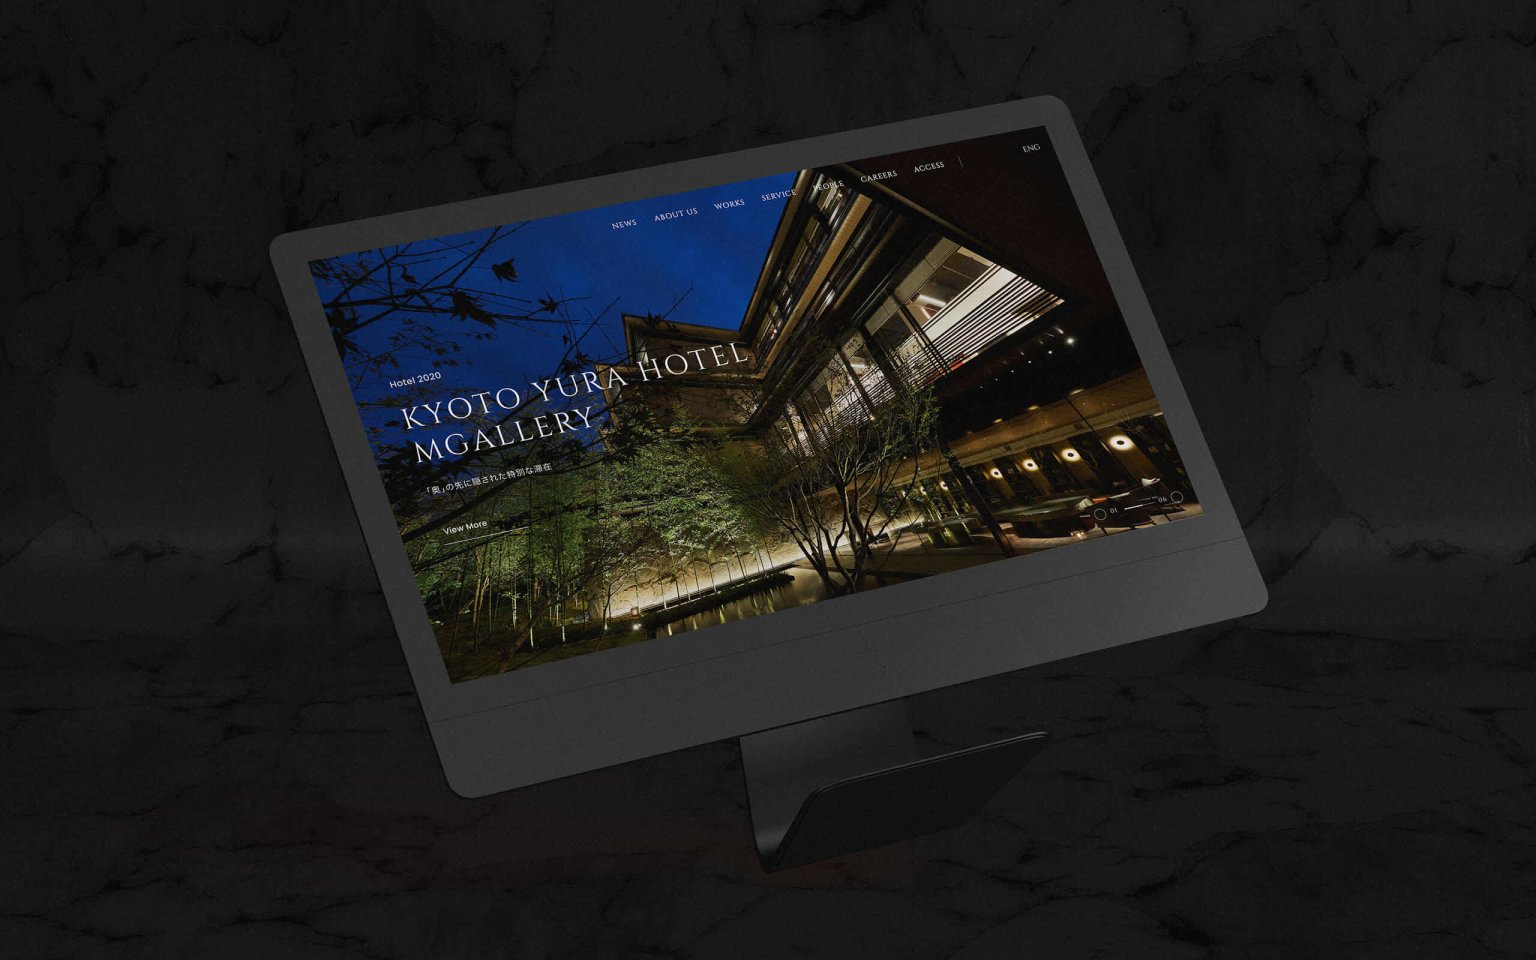 NEWS ABOUT US WORKS SERVICE PEOPLE CAREERS ACCESS ENG
Hotel 2020
KYOTO YURA HOTEL
MGALLERY
「奥」の先に隠された特別な滞在
View More
01 06